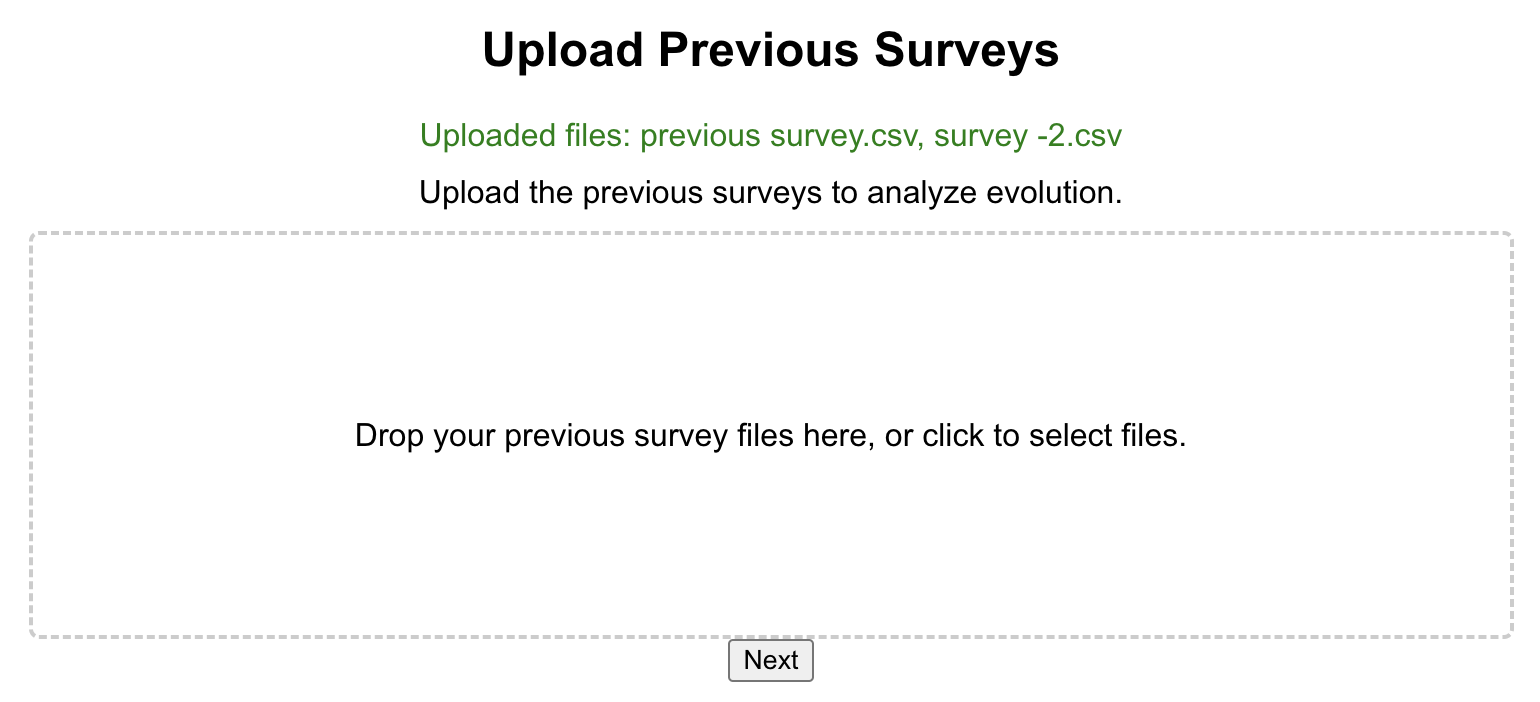 Upload Previous Surveys
Uploaded files: previous survey.csv, survey -2.csv
Upload the previous surveys to analyze evolution.
Drop your previous survey files here, or click to select files.
Next